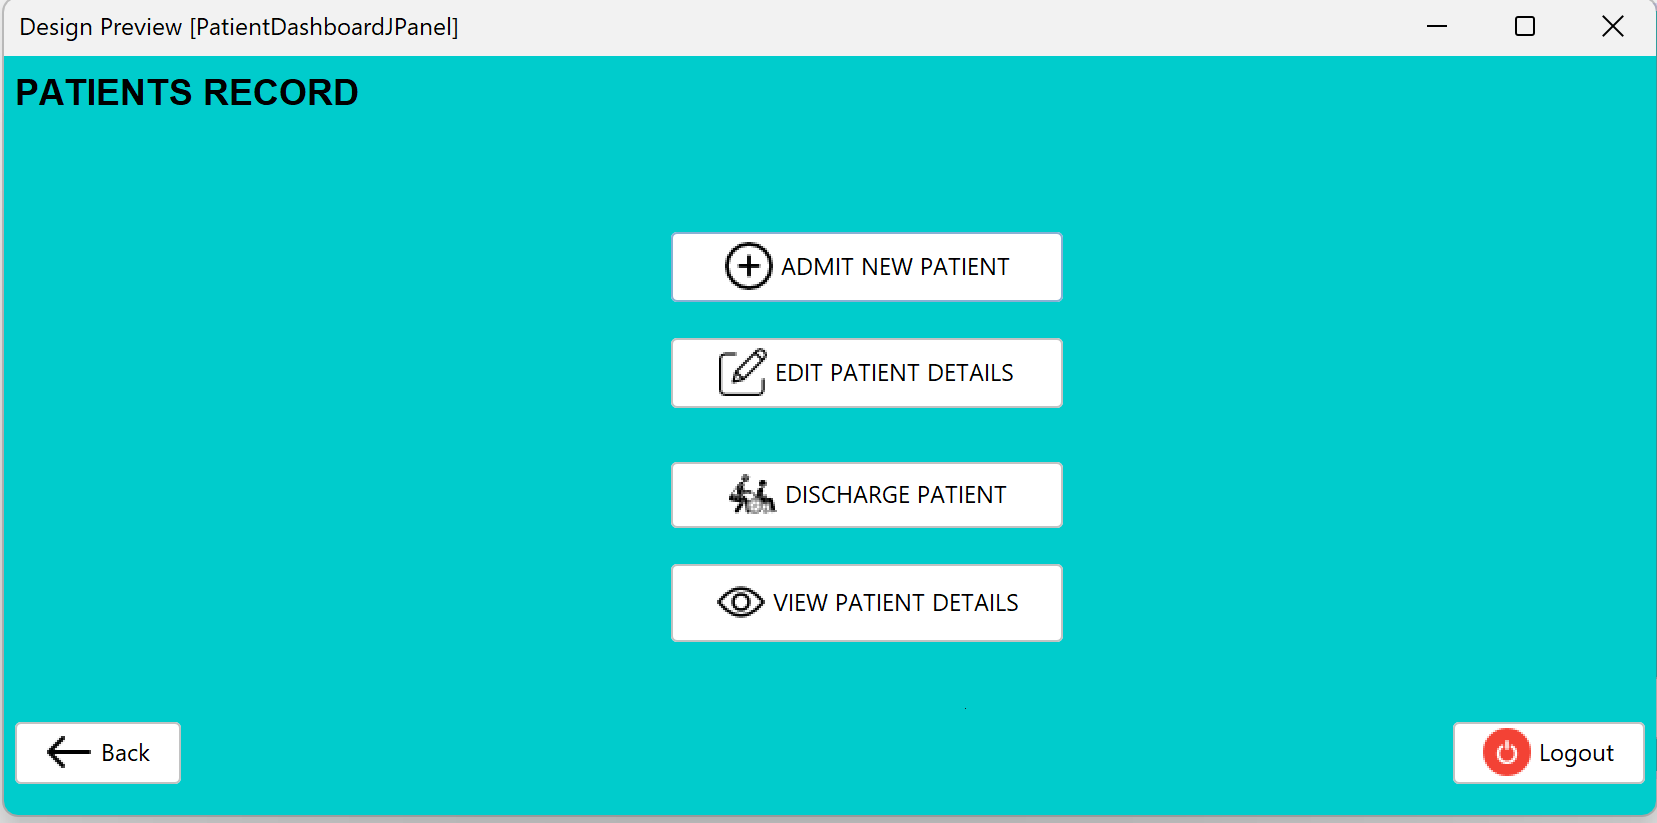 Design Preview [PatientDashboardJPanel]
PATIENTS RECORD
ADMIT NEW PATIENT
EDIT PATIENT DETAILS
DISCHARGE PATIENT
VIEW PATIENT DETAILS
Back
Logout